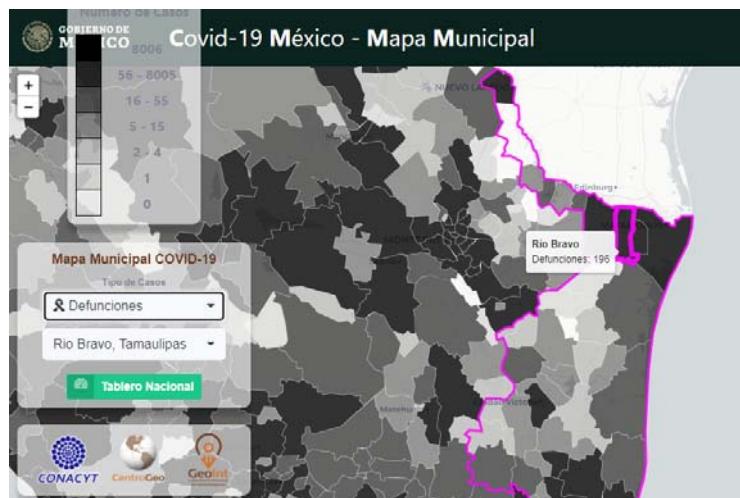 GOBIERNO DE
MÉXICO
Covid-19 México - Mapa Municipal
Número de Casos
8006
56 - 8005
16 - 55
5 - 15
2 - 4
1
0
+
−
NUEVO LAREDO
Edinburg
Rio Bravo
Defunciones: 196
Mapa Municipal COVID-19
Tipo de Casos
Defunciones
Rio Bravo, Tamaulipas
Tablero Nacional
CONACYT
CentroGeo
GeoInt